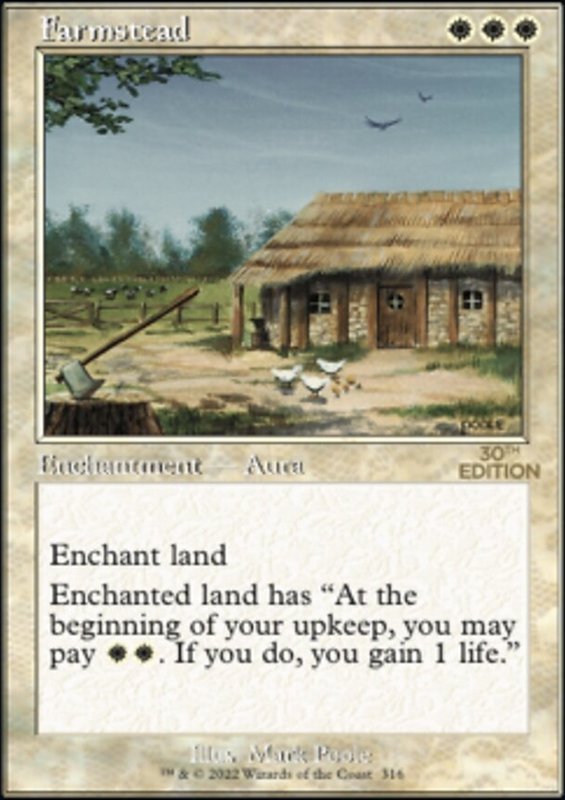 Farmstead
POOLE
Enchantment — Aura
30TH
EDITION
Enchant land
Enchanted land has “At the
beginning of your upkeep, you may
pay . If you do, you gain 1 life.”
Illus. Mark Poole
™ & © 2022 Wizards of the Coast 316